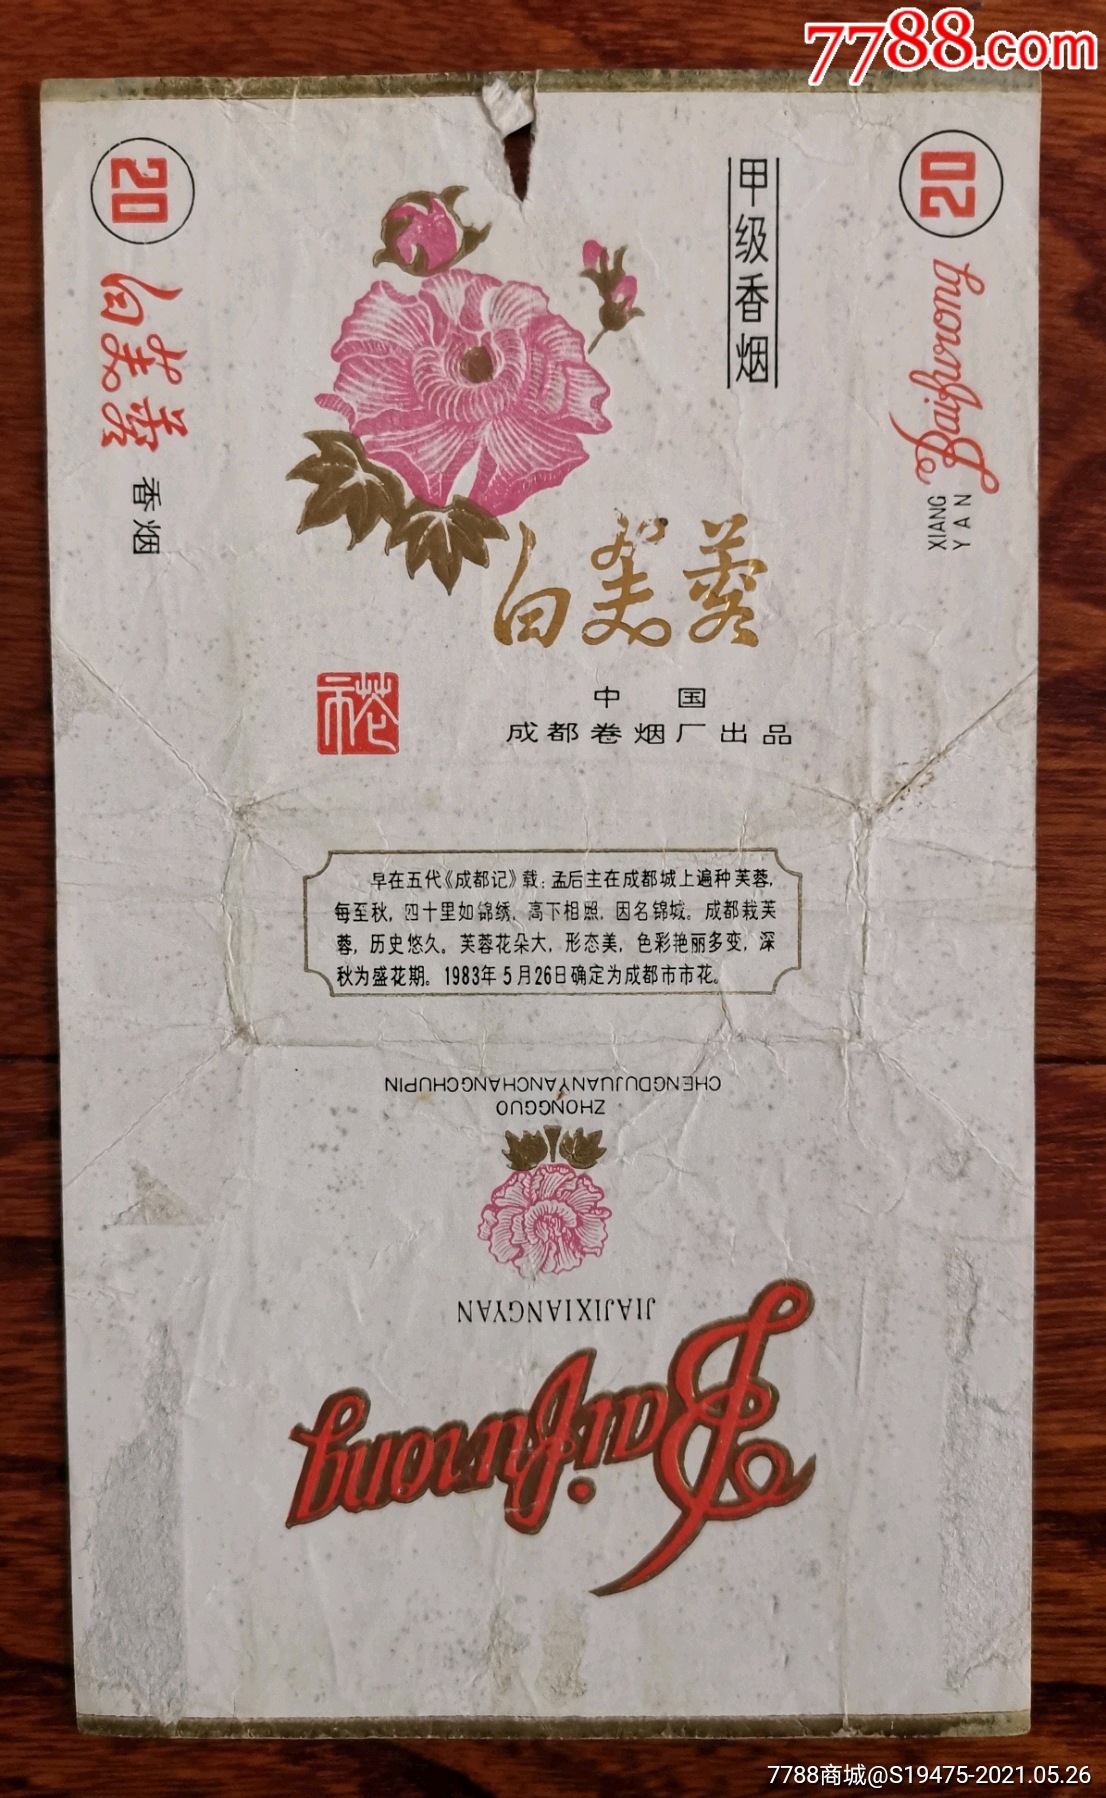 7788.com
20
白芙蓉
香烟
甲级香烟
20
Baifurong
XIANG
YAN
白芙蓉
市花
中国
成都卷烟厂出品
早在五代《成都记》载：孟后主在成都城上遍种芙蓉，
每至秋，四十里如锦绣，高下相照，因名锦城。成都栽芙
蓉，历史悠久。芙蓉花朵大，形态美，色彩艳丽多变，深
秋为盛花期。1983年5月26日确定为成都市市花。
CHENGDUJUANYANCHANGCHUPIN
ZHONGGUO
JIAJIXIANGYAN
Baifurong
7788商城@S19475-2021.05.26